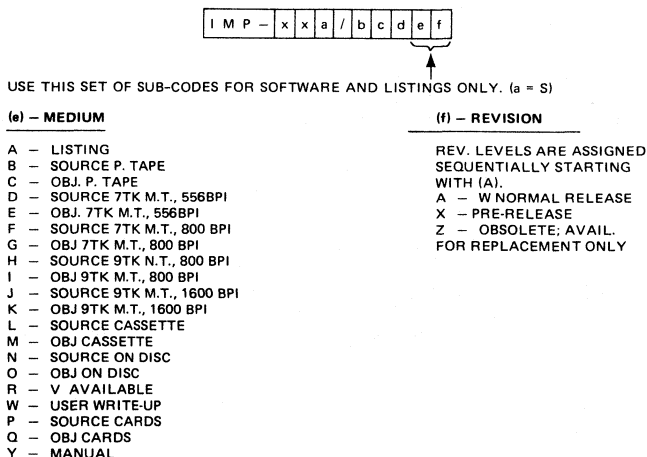 IMP-xxa/bcdef
USE THIS SET OF SUB-CODES FOR SOFTWARE AND LISTINGS ONLY. (a = S)
(e) — MEDIUM
A — LISTING
B — SOURCE P. TAPE
C — OBJ. P. TAPE
D — SOURCE 7TK M.T., 556BPI
E — OBJ. 7TK M.T., 556BPI
F — SOURCE 7TK M.T., 800 BPI
G — OBJ 7TK M.T., 800 BPI
H — SOURCE 9TK N.T., 800 BPI
I — OBJ 9TK M.T., 800 BPI
J — SOURCE 9TK M.T., 1600 BPI
K — OBJ 9TK M.T., 1600 BPI
L — SOURCE CASSETTE
M — OBJ CASSETTE
N — SOURCE ON DISC
O — OBJ ON DISC
R — V AVAILABLE
W — USER WRITE-UP
P — SOURCE CARDS
Q — OBJ CARDS
Y — MANUAL
(f) — REVISION
REV. LEVELS ARE ASSIGNED
SEQUENTIALLY STARTING
WITH (A).
A — W NORMAL RELEASE
X — PRE-RELEASE
Z — OBSOLETE; AVAIL.
FOR REPLACEMENT ONLY